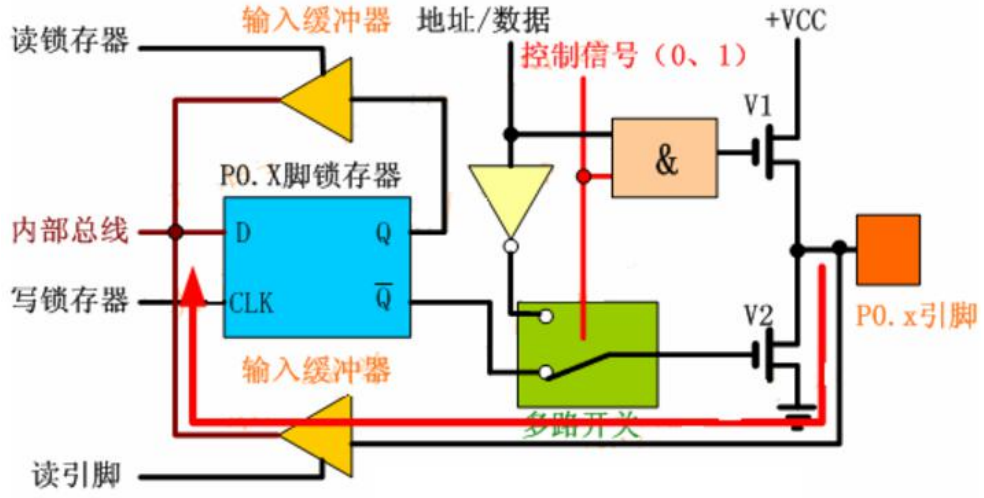 输入缓冲器
地址/数据
+VCC
读锁存器
控制信号（0、1）
V1
&
P0.X脚锁存器
内部总线
D
Q
写锁存器
CLK
Q̅
V2
P0.x引脚
输入缓冲器
多路开关
读引脚